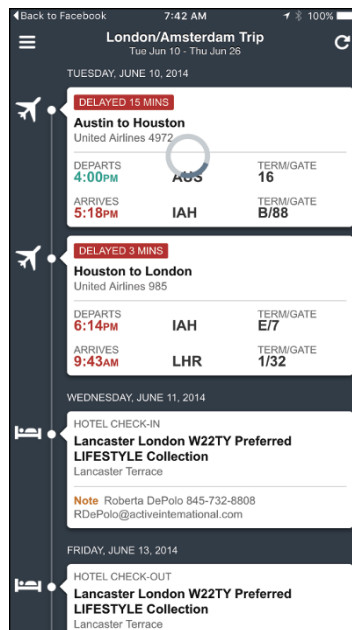 Back to Facebook 7:42 AM 100%
London/Amsterdam Trip
Tue Jun 10 - Thu Jun 26
TUESDAY, JUNE 10, 2014
DELAYED 15 MINS
Austin to Houston
United Airlines 4972
DEPARTS TERM/GATE
4:00PM AUS 16
ARRIVES TERM/GATE
5:18PM IAH B/88
DELAYED 3 MINS
Houston to London
United Airlines 985
DEPARTS TERM/GATE
6:14PM IAH E/7
ARRIVES TERM/GATE
9:43AM LHR 1/32
WEDNESDAY, JUNE 11, 2014
HOTEL CHECK-IN
Lancaster London W22TY Preferred
LIFESTYLE Collection
Lancaster Terrace
Note Roberta DePolo 845-732-8808
RDePolo@activeinternational.com
FRIDAY, JUNE 13, 2014
HOTEL CHECK-OUT
Lancaster London W22TY Preferred
LIFESTYLE Collection
Lancaster Terrace